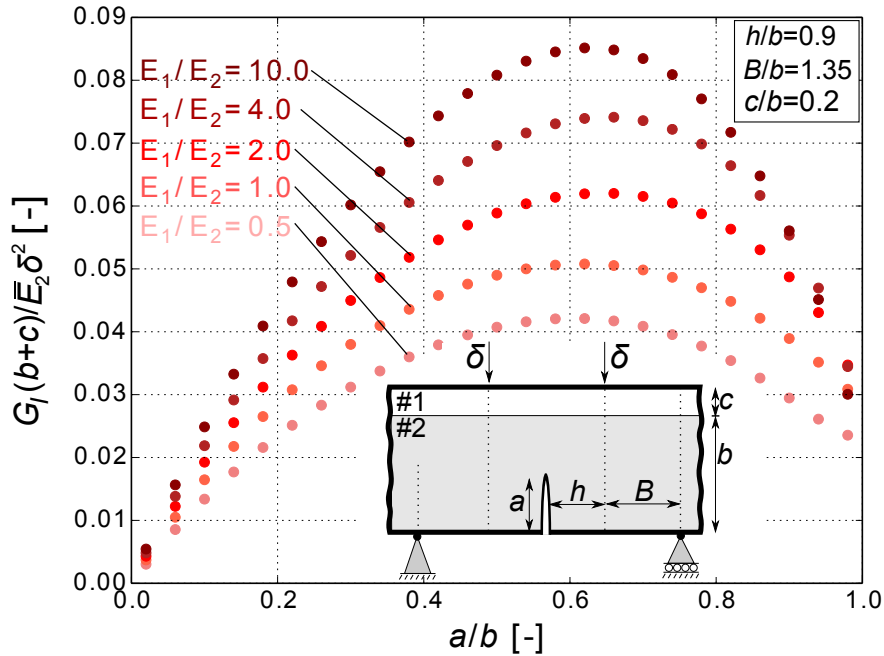 0.09
0.08
0.07
0.06
0.05
0.04
0.03
0.02
0.01
0.00
G_I(b+c)/E̅₂δ² [-]
E₁/E₂=10.0
E₁/E₂=4.0
E₁/E₂=2.0
E₁/E₂=1.0
E₁/E₂=0.5
h/b=0.9
B/b=1.35
c/b=0.2
δ δ
#1 c
#2 b
a h B
0.0 0.2 0.4 0.6 0.8 1.0
a/b [-]